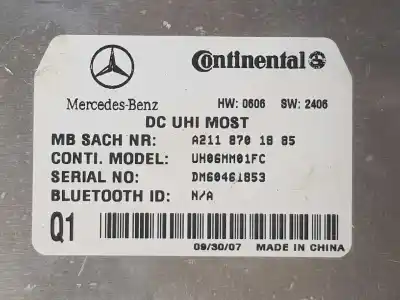 Continental
Mercedes-Benz
HW: 0606 SW: 2406
DC UHI MOST
MB SACH NR: A211 870 18 85
CONTI. MODEL: UH06MM01FC
SERIAL NO: DM60461853
BLUETOOTH ID: N/A
Q1
09/30/07 MADE IN CHINA